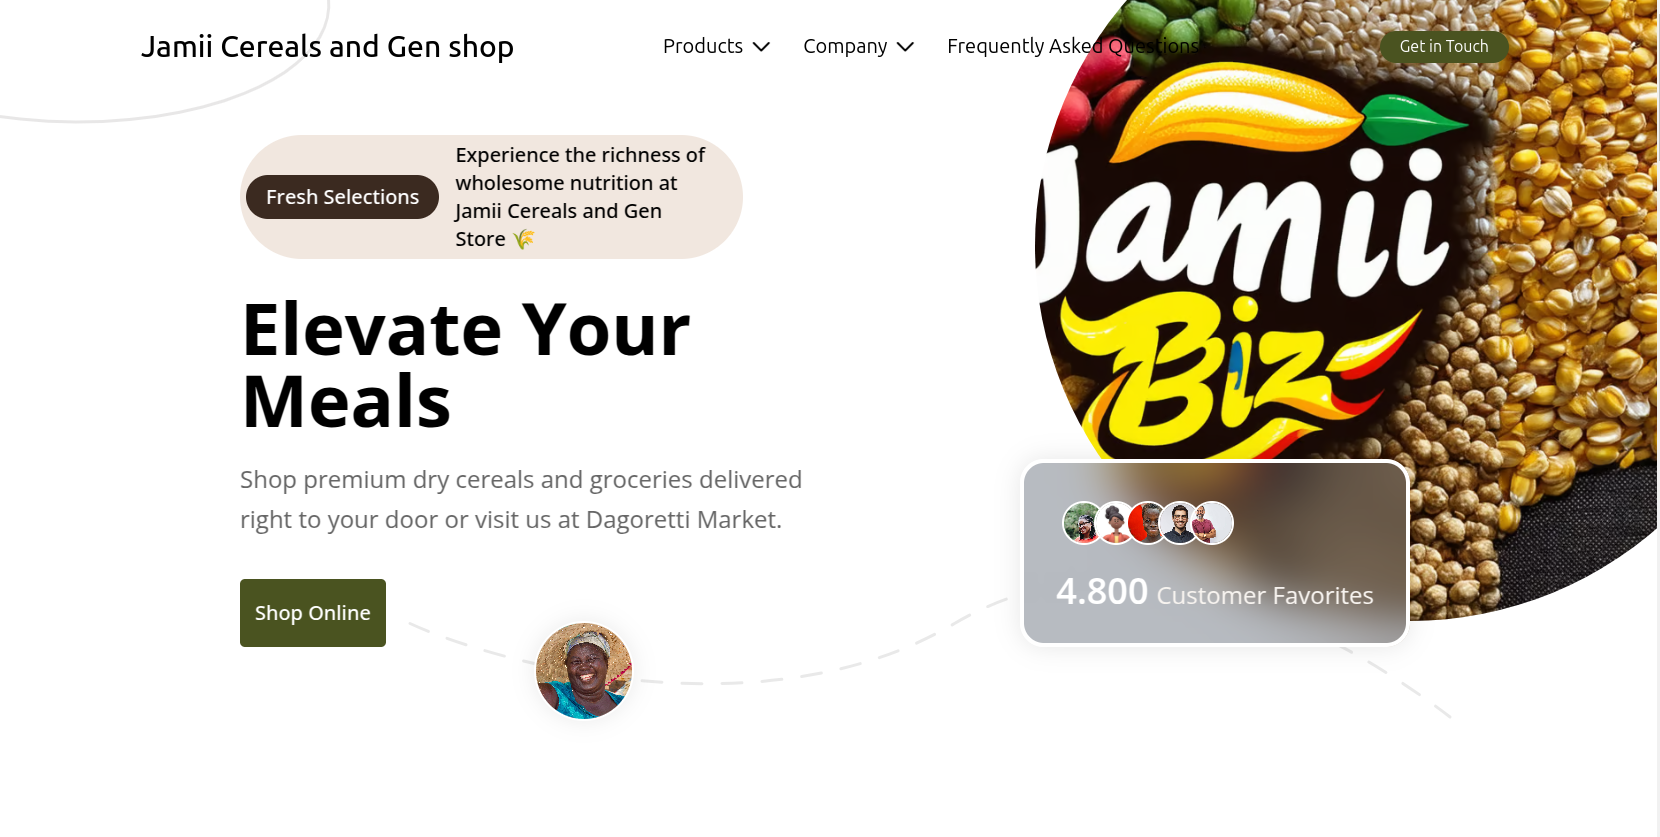 Jamii Cereals and Gen shop
Products
Company
Frequently Asked Questions
Get in Touch
Fresh Selections
Experience the richness of
wholesome nutrition at
Jamii Cereals and Gen
Store 🌾
Elevate Your
Meals
Shop premium dry cereals and groceries delivered
right to your door or visit us at Dagoretti Market.
Shop Online
Jamii
Biz
4.800 Customer Favorites